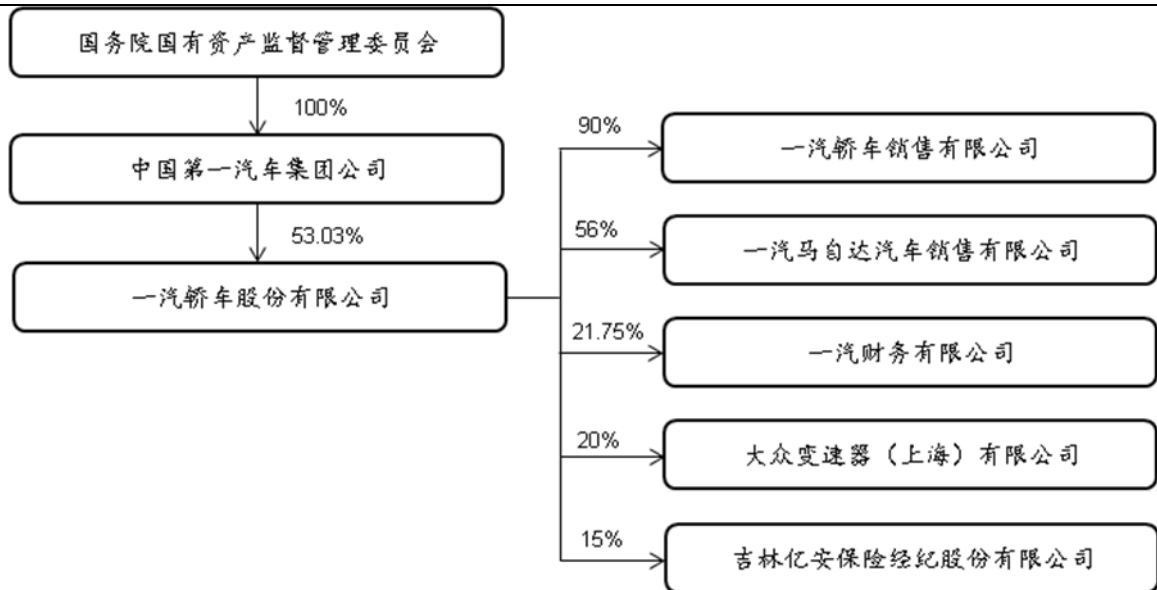 国务院国有资产监督管理委员会
100%
中国第一汽车集团公司
53.03%
一汽轿车股份有限公司
90%
一汽轿车销售有限公司
56%
一汽马自达汽车销售有限公司
21.75%
一汽财务有限公司
20%
大众变速器（上海）有限公司
15%
吉林亿安保险经纪股份有限公司